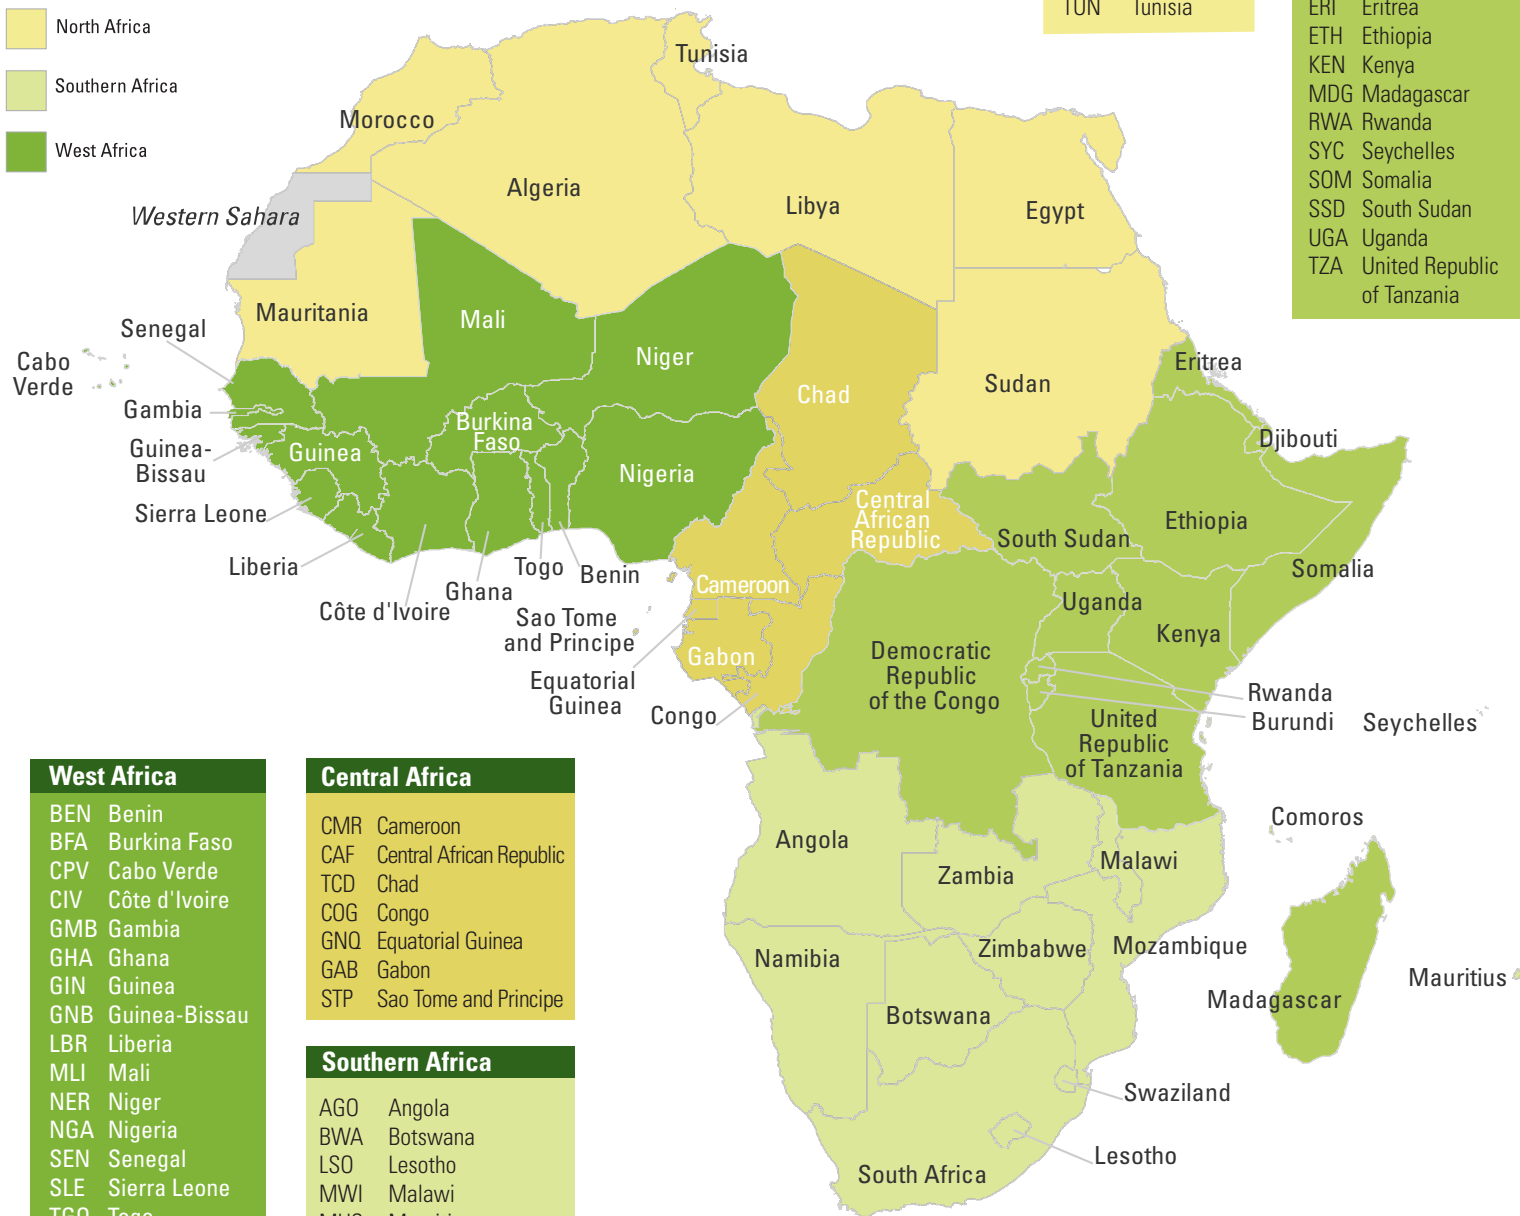 North Africa
Southern Africa
West Africa
TUN Tunisia
ERI Eritrea
ETH Ethiopia
KEN Kenya
MDG Madagascar
RWA Rwanda
SYC Seychelles
SOM Somalia
SSD South Sudan
UGA Uganda
TZA United Republic
of Tanzania
Tunisia
Morocco
Algeria
Libya
Egypt
Western Sahara
Mauritania
Mali
Niger
Chad
Sudan
Eritrea
Senegal
Cabo
Verde
Gambia
Guinea-
Bissau
Guinea
Burkina
Faso
Nigeria
Djibouti
Sierra Leone
Liberia
Côte d'Ivoire
Ghana
Togo
Benin
Central
African
Republic
South Sudan
Ethiopia
Somalia
Cameroon
Sao Tome
and Principe
Equatorial
Guinea
Gabon
Congo
Democratic
Republic
of the Congo
Uganda
Kenya
Rwanda
Burundi
Seychelles
United
Republic
of Tanzania
Comoros
Angola
Zambia
Malawi
Namibia
Zimbabwe
Mozambique
Botswana
Madagascar
Mauritius
Swaziland
Lesotho
South Africa
West Africa
BEN Benin
BFA Burkina Faso
CPV Cabo Verde
CIV Côte d'Ivoire
GMB Gambia
GHA Ghana
GIN Guinea
GNB Guinea-Bissau
LBR Liberia
MLI Mali
NER Niger
NGA Nigeria
SEN Senegal
SLE Sierra Leone
TGO Togo
Central Africa
CMR Cameroon
CAF Central African Republic
TCD Chad
COG Congo
GNQ Equatorial Guinea
GAB Gabon
STP Sao Tome and Principe
Southern Africa
AGO Angola
BWA Botswana
LSO Lesotho
MWI Malawi